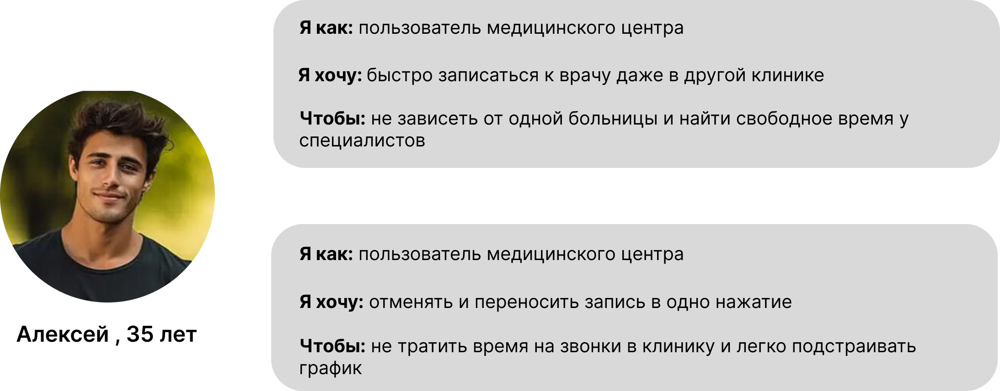 Я как: пользователь медицинского центра
Я хочу: быстро записаться к врачу даже в другой клинике
Чтобы: не зависеть от одной больницы и найти свободное время у
специалистов
Алексей , 35 лет
Я как: пользователь медицинского центра
Я хочу: отменять и переносить запись в одно нажатие
Чтобы: не тратить время на звонки в клинику и легко подстраивать
график